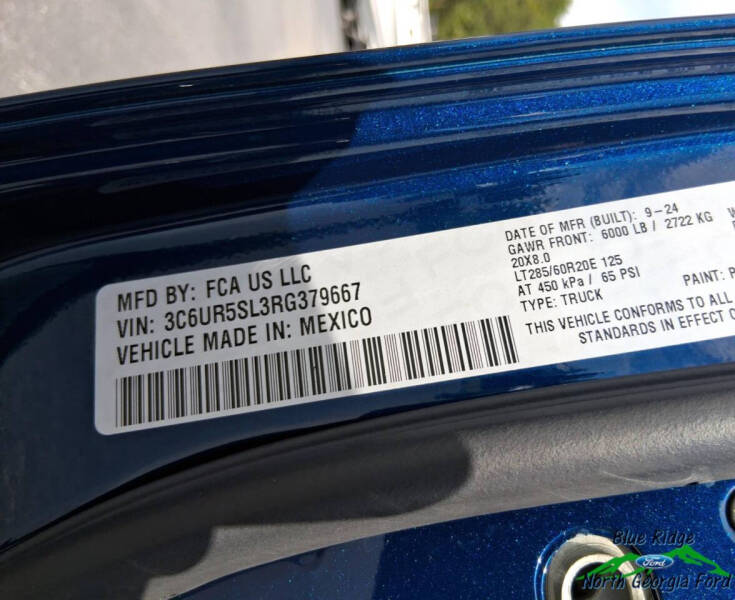 MFD BY: FCA US LLC
VIN: 3C6UR5SL3RG379667
VEHICLE MADE IN: MEXICO
DATE OF MFR (BUILT): 9-24
GAWR FRONT: 6000 LB / 2722 KG
20X8.0
LT285/60R20E 125
AT 450 kPa / 65 PSI
TYPE: TRUCK
PAINT:
THIS VEHICLE CONFORMS TO ALL
STANDARDS IN EFFECT
Blue Ridge
Ford
North Georgia Ford